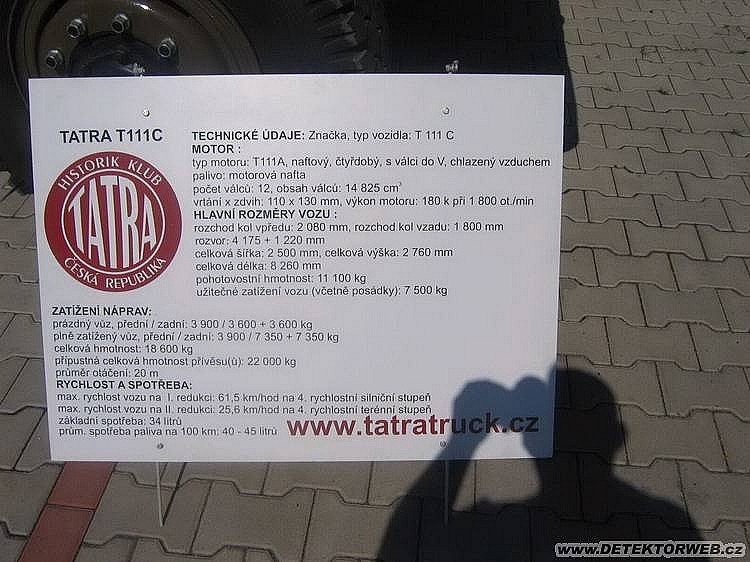 TATRA T111C
HISTORIK KLUB
TATRA
ČESKÁ REPUBLIKA
TECHNICKÉ ÚDAJE: Značka, typ vozidla: T 111 C
MOTOR :
typ motoru: T111A, naftový, čtyřdobý, s válci do V, chlazený vzduchem
palivo: motorová nafta
počet válců: 12, obsah válců: 14 825 cm³
vrtání x zdvih: 110 x 130 mm, výkon motoru: 180 k při 1 800 ot./min
HLAVNÍ ROZMĚRY VOZU :
rozchod kol vpředu: 2 080 mm, rozchod kol vzadu: 1 800 mm
rozvor: 4 175 + 1 220 mm
celková šířka: 2 500 mm, celková výška: 2 760 mm
celková délka: 8 260 mm
pohotovostní hmotnost: 11 100 kg
užitečné zatížení vozu (včetně posádky): 7 500 kg
ZATÍŽENÍ NÁPRAV:
prázdný vůz, přední / zadní: 3 900 / 3 600 + 3 600 kg
plně zatížený vůz, přední / zadní: 3 900 / 7 350 + 7 350 kg
celková hmotnost: 18 600 kg
přípustná celková hmotnost přívěsu(ů): 22 000 kg
průměr otáčení: 20 m
RYCHLOST A SPOTŘEBA:
max. rychlost vozu na I. redukci: 61,5 km/hod na 4. rychlostní silniční stupeň
max. rychlost vozu na II. redukci: 25,6 km/hod na 4. rychlostní terénní stupeň
základní spotřeba: 34 litrů
prům. spotřeba paliva na 100 km: 40 - 45 litrů
www.tatratruck.cz
www.DETEKTORWEB.cz